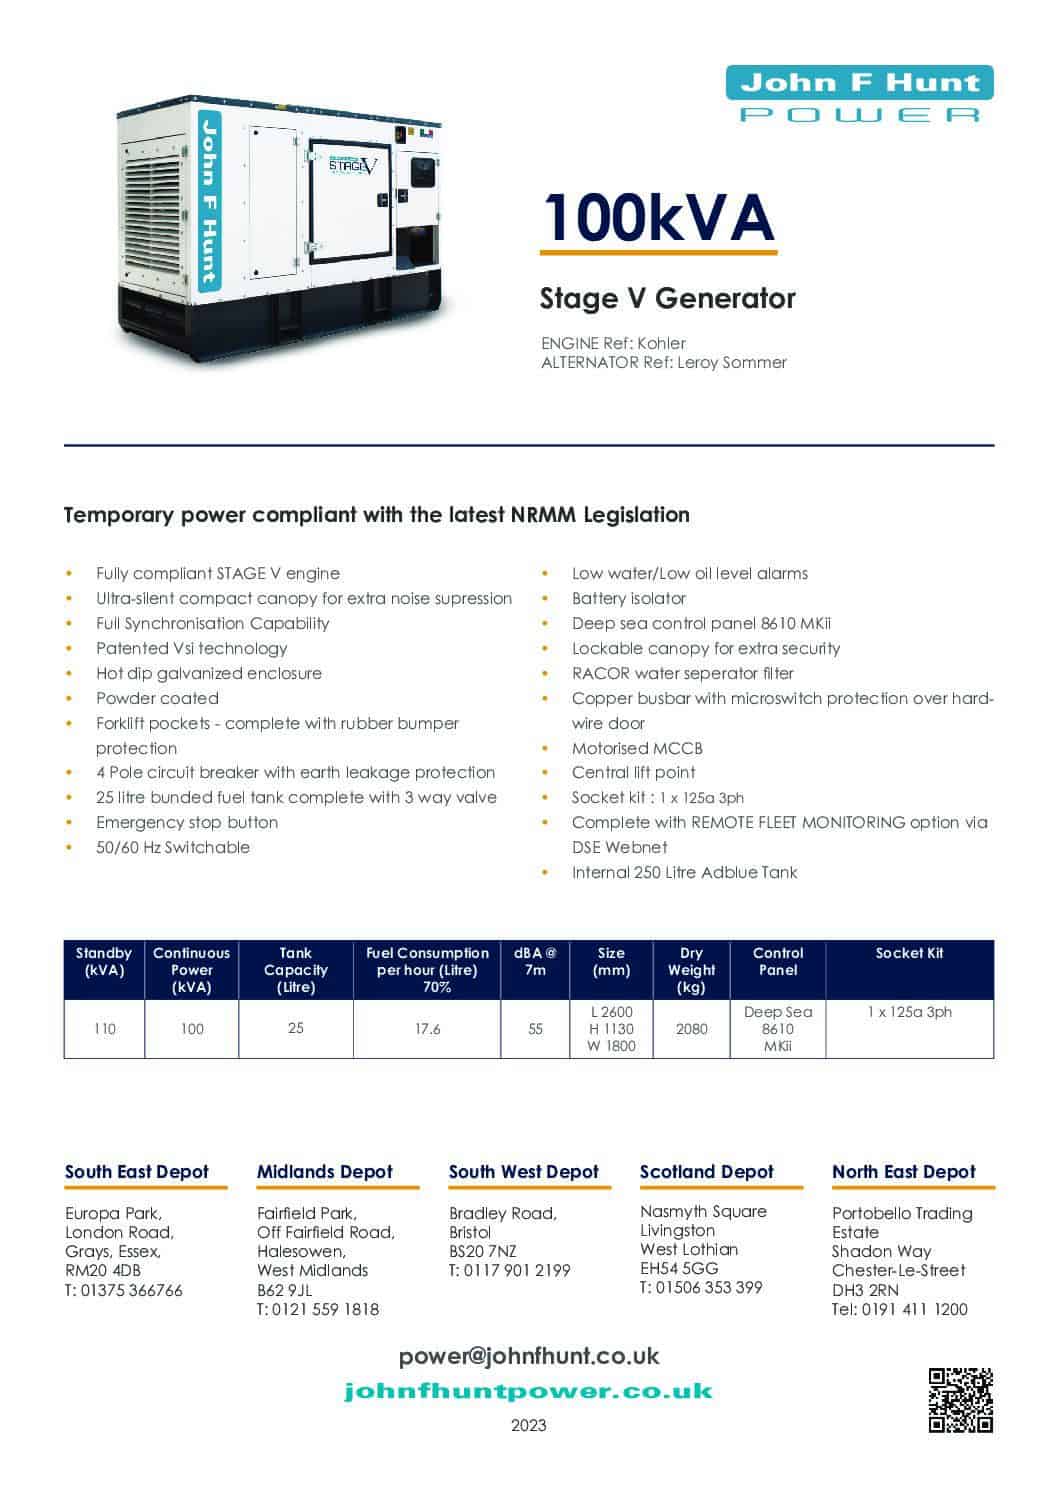 John F Hunt
POWER
John F Hunt
STAGE V
100kVA
Stage V Generator
ENGINE Ref: Kohler
ALTERNATOR Ref: Leroy Sommer
Temporary power compliant with the latest NRMM Legislation
• Fully compliant STAGE V engine
• Ultra-silent compact canopy for extra noise supression
• Full Synchronisation Capability
• Patented Vsi technology
• Hot dip galvanized enclosure
• Powder coated
• Forklift pockets - complete with rubber bumper
protection
• 4 Pole circuit breaker with earth leakage protection
• 25 litre bunded fuel tank complete with 3 way valve
• Emergency stop button
• 50/60 Hz Switchable
• Low water/Low oil level alarms
• Battery isolator
• Deep sea control panel 8610 MKii
• Lockable canopy for extra security
• RACOR water seperator filter
• Copper busbar with microswitch protection over hard-
wire door
• Motorised MCCB
• Central lift point
• Socket kit : 1 x 125a 3ph
• Complete with REMOTE FLEET MONITORING option via
DSE Webnet
• Internal 250 Litre Adblue Tank
Standby
(kVA)
Continuous
Power
(kVA)
Tank
Capacity
(Litre)
Fuel Consumption
per hour (Litre)
70%
dBA @
7m
Size
(mm)
Dry
Weight
(kg)
Control
Panel
Socket Kit
110
100
25
17.6
55
L 2600
H 1130
W 1800
2080
Deep Sea
8610
MKii
1 x 125a 3ph
South East Depot
Europa Park,
London Road,
Grays, Essex,
RM20 4DB
T: 01375 366766
Midlands Depot
Fairfield Park,
Off Fairfield Road,
Halesowen,
West Midlands
B62 9JL
T: 0121 559 1818
South West Depot
Bradley Road,
Bristol
BS20 7NZ
T: 0117 901 2199
Scotland Depot
Nasmyth Square
Livingston
West Lothian
EH54 5GG
T: 01506 353 399
North East Depot
Portobello Trading
Estate
Shadon Way
Chester-Le-Street
DH3 2RN
Tel: 0191 411 1200
power@johnfhunt.co.uk
johnfhuntpower.co.uk
2023